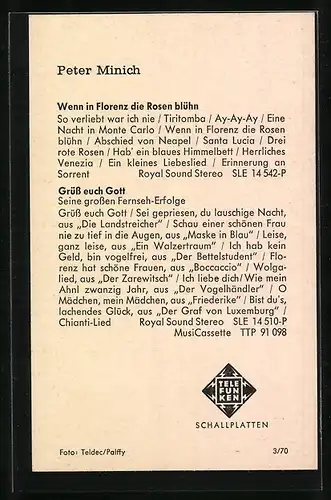 Peter Minich
Wenn in Florenz die Rosen blühn
So verliebt war ich nie / Tiritomba / Ay-Ay-Ay / Eine
Nacht in Monte Carlo / Wenn in Florenz die Rosen
blühn / Abschied von Neapel / Santa Lucia / Drei
rote Rosen / Hab' ein blaues Himmelbett / Herrliches
Venezia / Ein kleines Liebeslied / Erinnerung an
Sorrent Royal Sound Stereo SLE 14 542-P
Grüß euch Gott
Seine großen Fernseh-Erfolge
Grüß euch Gott / Sei gepriesen, du lauschige Nacht,
aus „Die Landstreicher“ / Schau einer schönen Frau
nie zu tief in die Augen, aus „Maske in Blau“ / Leise,
ganz leise, aus „Ein Walzertraum“ / Ich hab kein
Geld, bin vogelfrei, aus „Der Bettelstudent“ / Flo-
renz hat schöne Frauen, aus „Boccaccio“ / Wolga-
lied, aus „Der Zarewitsch“ / Ich liebe dich / Wie mein
Ahnl zwanzig Jahr, aus „Der Vogelhändler“ / O
Mädchen, mein Mädchen, aus „Friederike“ / Bist du's,
lachendes Glück, aus „Der Graf von Luxemburg“ /
Chianti-Lied Royal Sound Stereo SLE 14 510-P
MusiCassette TTP 91 098
TELE
FUN
KEN
SCHALLPLATTEN
Foto: Teldec/Palffy 3/70